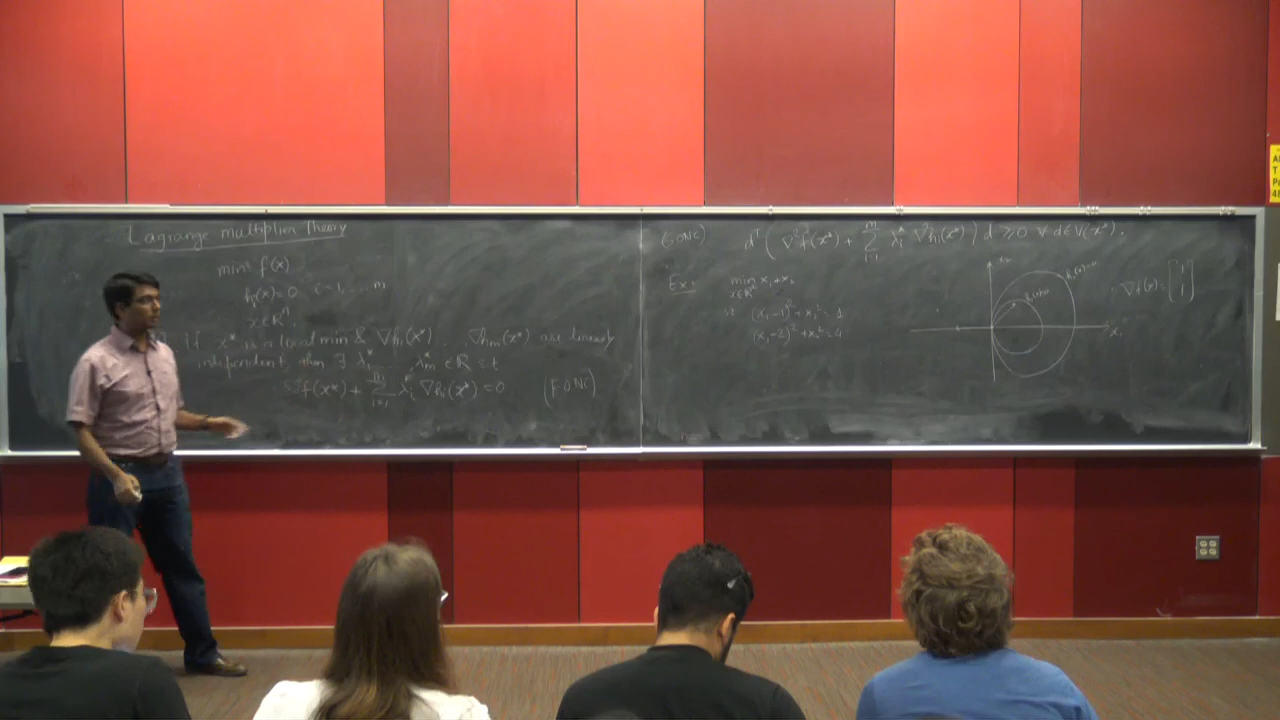 Lagrange multiplier Theory
min f(x)
hᵢ(x)=0 i=1,...,m
x∈ℝⁿ
If x* is a local min & ∇h₁(x*) . . ∇hₘ(x*) are linearly
independent then ∃ λ₁* . . . λₘ* ∈ ℝ s.t
∇f(x*) + Σᵢ₌₁ᵐ λᵢ* ∇hᵢ(x*) = 0 (FONC)
SONC) dᵀ(∇²f(x*) + Σᵢ₌₁ᵐ λᵢ* ∇²hᵢ(x*)) d ≥ 0 ∀ d ∈ V(x*).
Ex:
min x₁+x₂
(x₁-1)²+x₂²=1
(x₁-2)²+x₂²=4
x₂
x₁
∇f(x)=[1
1]